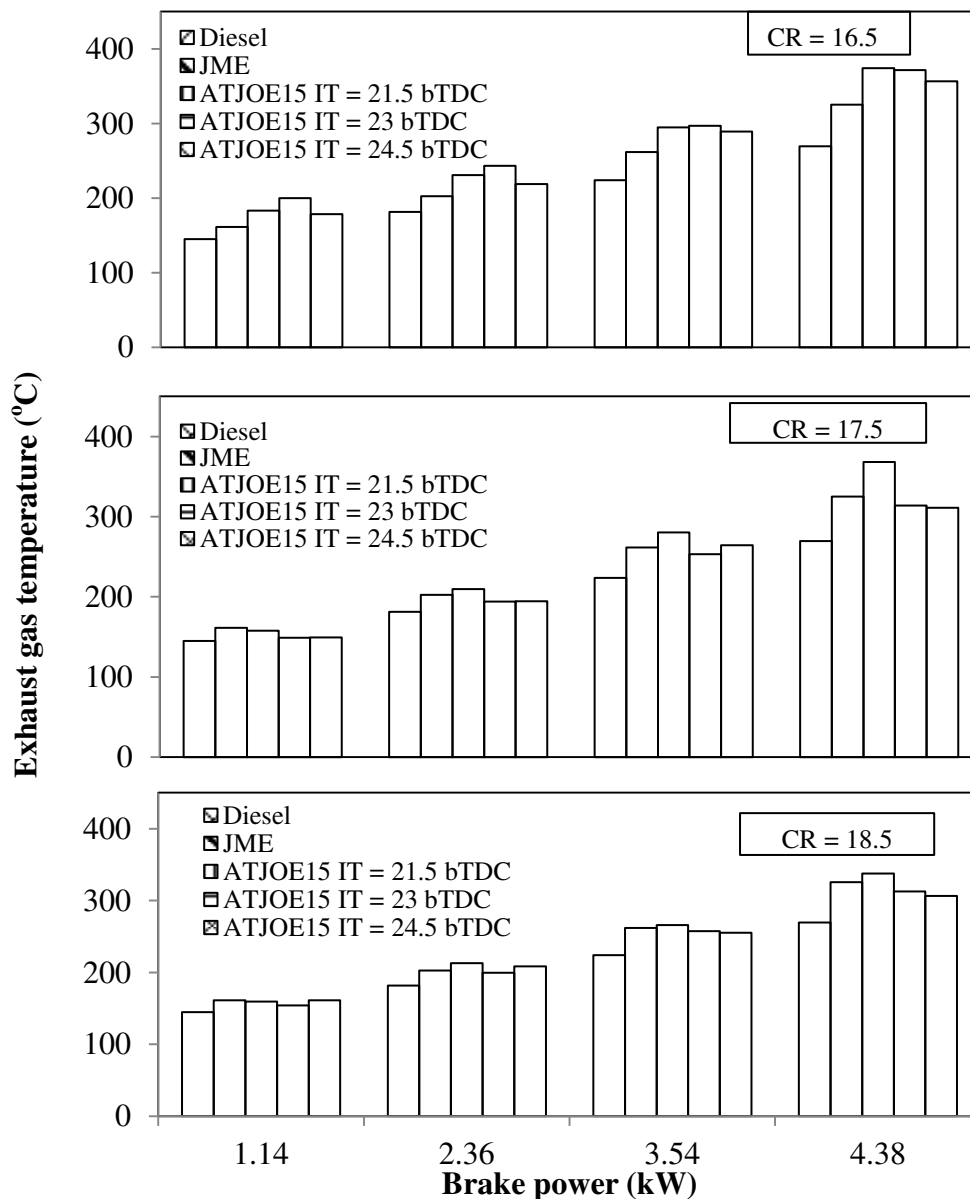 CR = 16.5
400
300
200
100
0
Diesel
JME
ATJOE15 IT = 21.5 bTDC
ATJOE15 IT = 23 bTDC
ATJOE15 IT = 24.5 bTDC
Exhaust gas temperature (°C)
CR = 17.5
400
300
200
100
0
Diesel
JME
ATJOE15 IT = 21.5 bTDC
ATJOE15 IT = 23 bTDC
ATJOE15 IT = 24.5 bTDC
CR = 18.5
400
300
200
100
0
Diesel
JME
ATJOE15 IT = 21.5 bTDC
ATJOE15 IT = 23 bTDC
ATJOE15 IT = 24.5 bTDC
1.14 2.36 3.54 4.38
Brake power (kW)